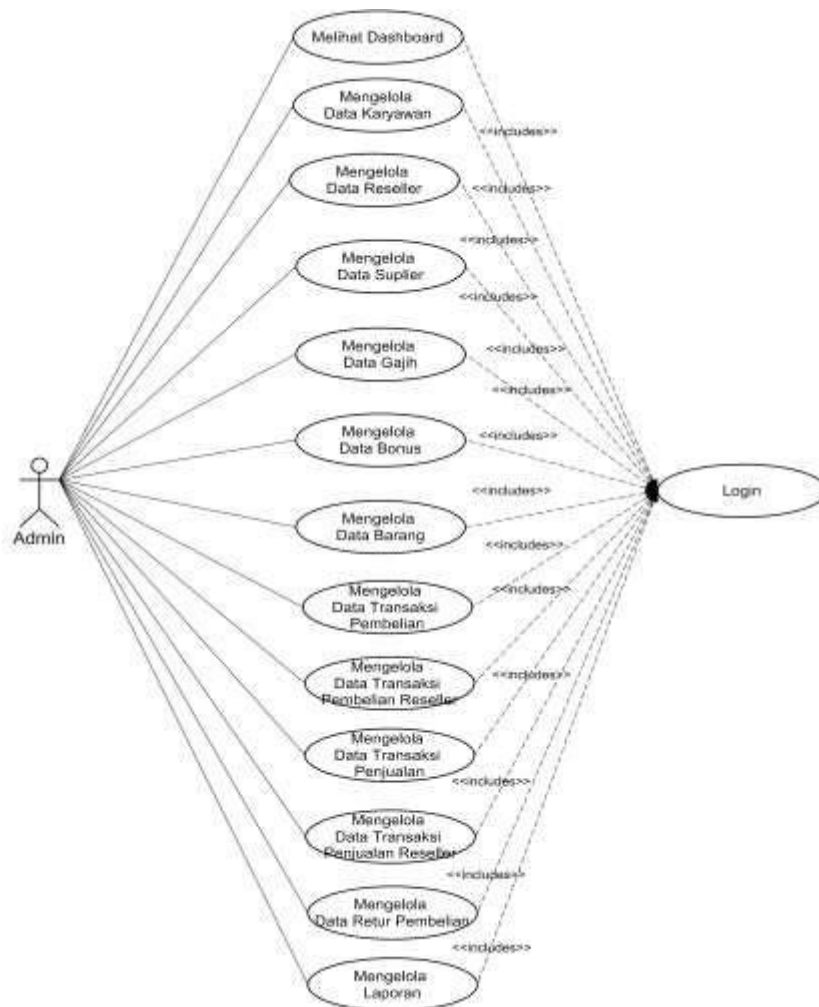 Melihat Dashboard
Mengelola
Data Karyawan
<<includes>>
Mengelola
Data Reseller
<<includes>>
<<includes>>
Mengelola
Data Suplier
<<includes>>
Mengelola
Data Gajih
<<includes>>
<<includes>>
Mengelola
Data Bonus
<<includes>>
Admin
Login
<<includes>>
Mengelola
Data Barang
<<includes>>
Mengelola
Data Transaksi
Pembelian
<<includes>>
Mengelola
Data Transaksi
Pembelian Reseller
<<includes>>
Mengelola
Data Transaksi
Penjualan
<<includes>>
Mengelola
Data Transaksi
Penjualan Reseller
<<includes>>
Mengelola
Data Retur Pembelian
<<includes>>
Mengelola
Laporan